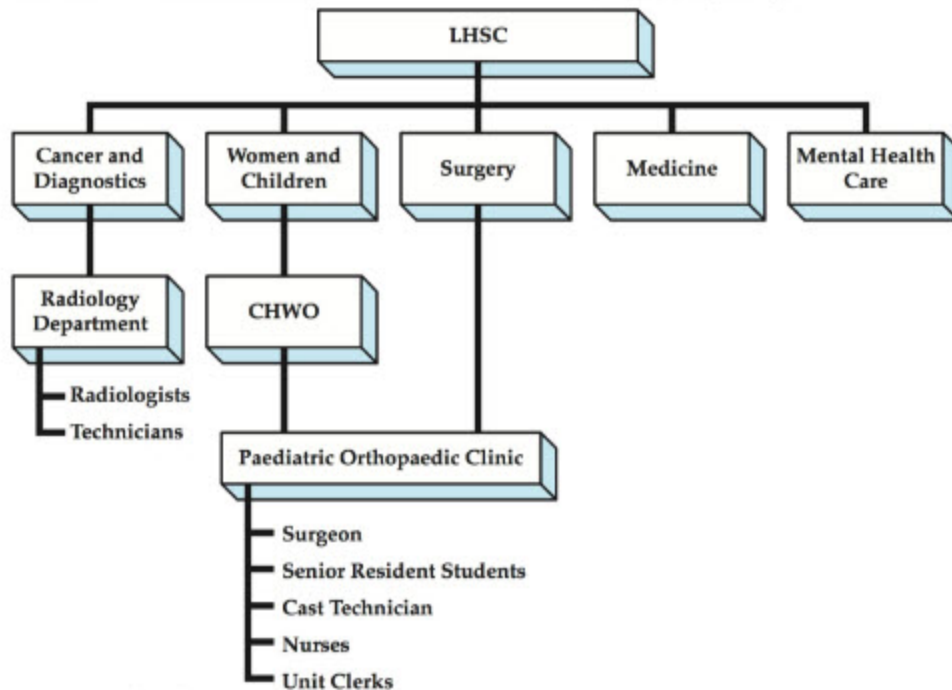 LHSC
Cancer and
Diagnostics
Women and
Children
Surgery
Medicine
Mental Health
Care
Radiology
Department
CHWO
Radiologists
Technicians
Paediatric Orthopaedic Clinic
Surgeon
Senior Resident Students
Cast Technician
Nurses
Unit Clerks